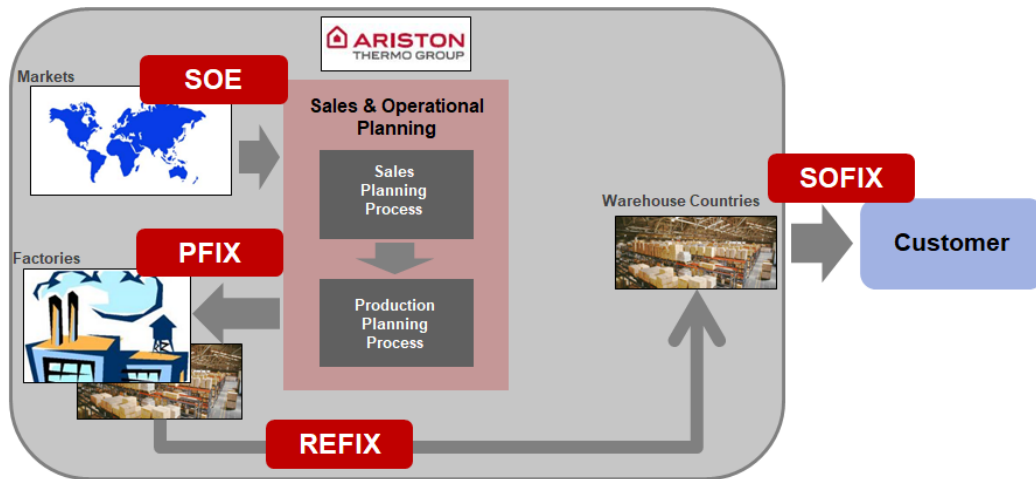 ARISTON
THERMO GROUP
Markets
SOE
Sales & Operational
Planning
Sales
Planning
Process
Factories
PFIX
Production
Planning
Process
REFIX
Warehouse Countries
SOFIX
Customer